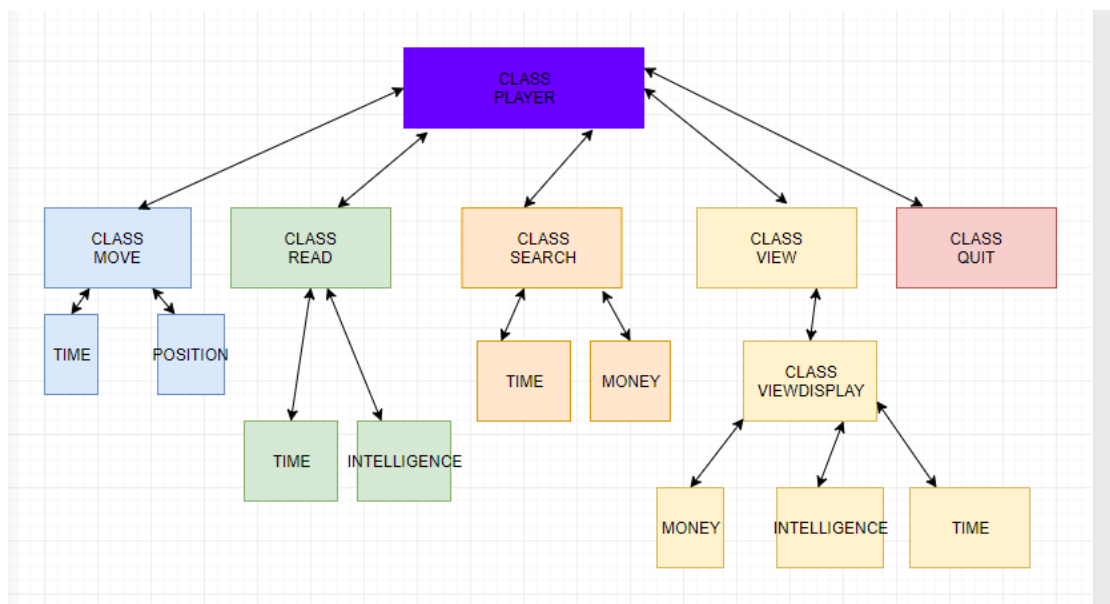 CLASS
PLAYER
CLASS
MOVE
CLASS
READ
CLASS
SEARCH
CLASS
VIEW
CLASS
QUIT
TIME
POSITION
TIME
MONEY
CLASS
VIEWDISPLAY
TIME
INTELLIGENCE
MONEY
INTELLIGENCE
TIME